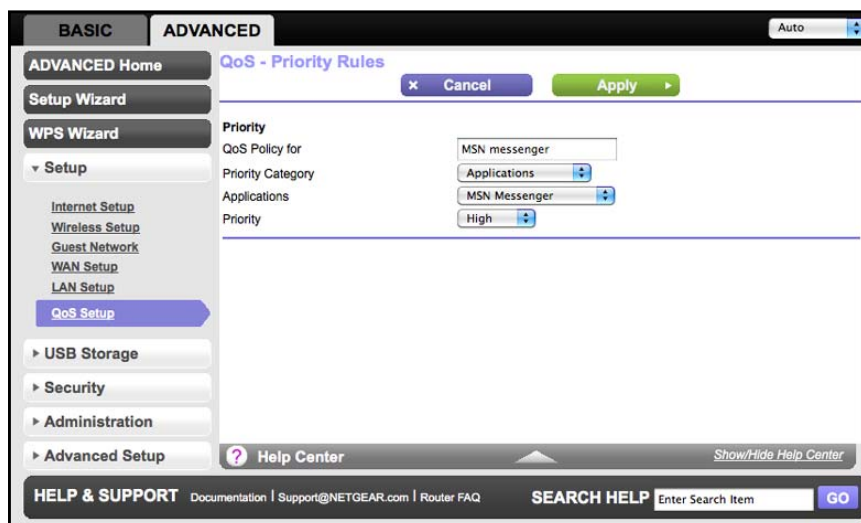 BASIC
ADVANCED
Auto
ADVANCED Home
Setup Wizard
WPS Wizard
Setup
Internet Setup
Wireless Setup
Guest Network
WAN Setup
LAN Setup
QoS Setup
USB Storage
Security
Administration
Advanced Setup
QoS - Priority Rules
x Cancel
Apply
Priority
QoS Policy for MSN messenger
Priority Category Applications
Applications MSN Messenger
Priority High
? Help Center
Show/Hide Help Center
HELP & SUPPORT Documentation | Support@NETGEAR.com | Router FAQ
SEARCH HELP Enter Search Item GO